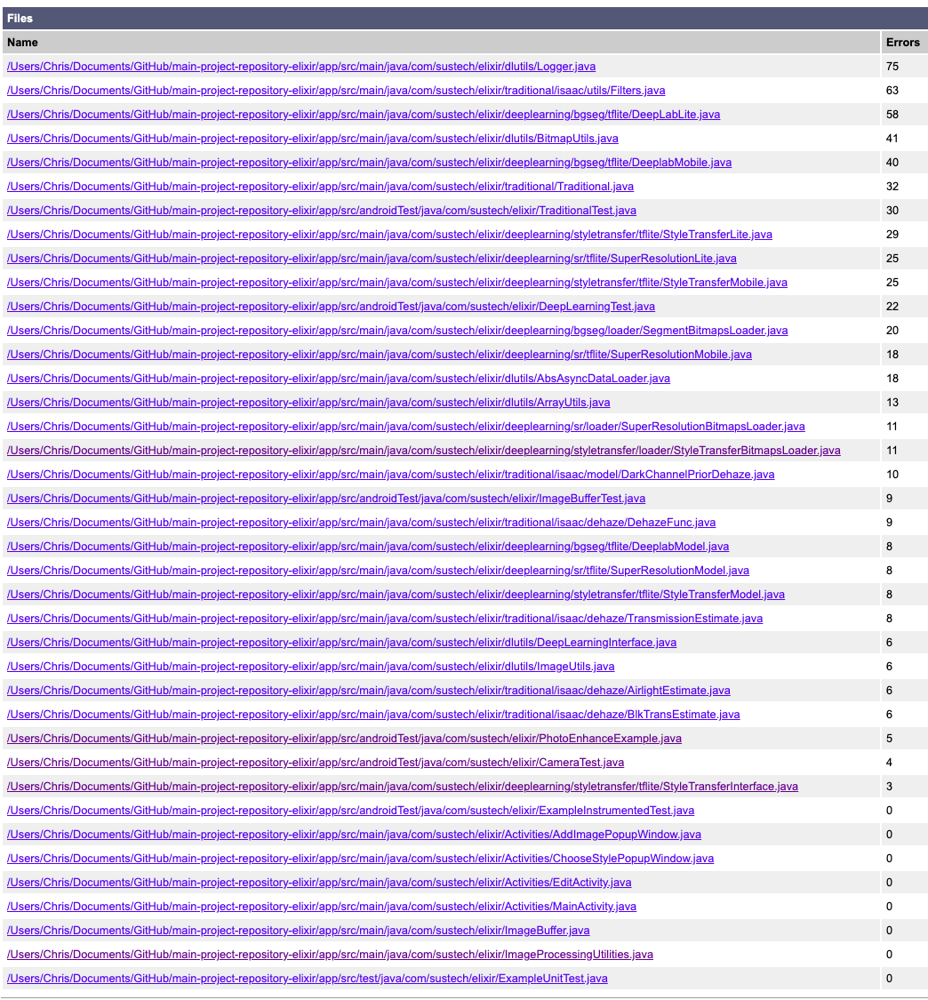 Files
Name Errors
/Users/Chris/Documents/GitHub/main-project-repository-elixir/app/src/main/java/com/sustech/elixir/dlutils/Logger.java 75
/Users/Chris/Documents/GitHub/main-project-repository-elixir/app/src/main/java/com/sustech/elixir/traditional/isaac/utils/Filters.java 63
/Users/Chris/Documents/GitHub/main-project-repository-elixir/app/src/main/java/com/sustech/elixir/deeplearning/bgseg/tflite/DeepLabLite.java 58
/Users/Chris/Documents/GitHub/main-project-repository-elixir/app/src/main/java/com/sustech/elixir/dlutils/BitmapUtils.java 41
/Users/Chris/Documents/GitHub/main-project-repository-elixir/app/src/main/java/com/sustech/elixir/deeplearning/bgseg/tflite/DeeplabMobile.java 40
/Users/Chris/Documents/GitHub/main-project-repository-elixir/app/src/main/java/com/sustech/elixir/traditional/Traditional.java 32
/Users/Chris/Documents/GitHub/main-project-repository-elixir/app/src/androidTest/java/com/sustech/elixir/TraditionalTest.java 30
/Users/Chris/Documents/GitHub/main-project-repository-elixir/app/src/main/java/com/sustech/elixir/deeplearning/styletransfer/tflite/StyleTransferLite.java 29
/Users/Chris/Documents/GitHub/main-project-repository-elixir/app/src/main/java/com/sustech/elixir/deeplearning/sr/tflite/SuperResolutionLite.java 25
/Users/Chris/Documents/GitHub/main-project-repository-elixir/app/src/main/java/com/sustech/elixir/deeplearning/styletransfer/tflite/StyleTransferMobile.java 25
/Users/Chris/Documents/GitHub/main-project-repository-elixir/app/src/androidTest/java/com/sustech/elixir/DeepLearningTest.java 22
/Users/Chris/Documents/GitHub/main-project-repository-elixir/app/src/main/java/com/sustech/elixir/deeplearning/bgseg/loader/SegmentBitmapsLoader.java 20
/Users/Chris/Documents/GitHub/main-project-repository-elixir/app/src/main/java/com/sustech/elixir/deeplearning/sr/tflite/SuperResolutionMobile.java 18
/Users/Chris/Documents/GitHub/main-project-repository-elixir/app/src/main/java/com/sustech/elixir/dlutils/AbsAsyncDataLoader.java 18
/Users/Chris/Documents/GitHub/main-project-repository-elixir/app/src/main/java/com/sustech/elixir/dlutils/ArrayUtils.java 13
/Users/Chris/Documents/GitHub/main-project-repository-elixir/app/src/main/java/com/sustech/elixir/deeplearning/sr/loader/SuperResolutionBitmapsLoader.java 11
/Users/Chris/Documents/GitHub/main-project-repository-elixir/app/src/main/java/com/sustech/elixir/deeplearning/styletransfer/loader/StyleTransferBitmapsLoader.java 11
/Users/Chris/Documents/GitHub/main-project-repository-elixir/app/src/main/java/com/sustech/elixir/traditional/isaac/model/DarkChannelPriorDehaze.java 10
/Users/Chris/Documents/GitHub/main-project-repository-elixir/app/src/androidTest/java/com/sustech/elixir/ImageBufferTest.java 9
/Users/Chris/Documents/GitHub/main-project-repository-elixir/app/src/main/java/com/sustech/elixir/traditional/isaac/dehaze/DehazeFunc.java 9
/Users/Chris/Documents/GitHub/main-project-repository-elixir/app/src/main/java/com/sustech/elixir/deeplearning/bgseg/tflite/DeeplabModel.java 8
/Users/Chris/Documents/GitHub/main-project-repository-elixir/app/src/main/java/com/sustech/elixir/deeplearning/sr/tflite/SuperResolutionModel.java 8
/Users/Chris/Documents/GitHub/main-project-repository-elixir/app/src/main/java/com/sustech/elixir/deeplearning/styletransfer/tflite/StyleTransferModel.java 8
/Users/Chris/Documents/GitHub/main-project-repository-elixir/app/src/main/java/com/sustech/elixir/traditional/isaac/dehaze/TransmissionEstimate.java 8
/Users/Chris/Documents/GitHub/main-project-repository-elixir/app/src/main/java/com/sustech/elixir/dlutils/DeepLearningInterface.java 6
/Users/Chris/Documents/GitHub/main-project-repository-elixir/app/src/main/java/com/sustech/elixir/dlutils/ImageUtils.java 6
/Users/Chris/Documents/GitHub/main-project-repository-elixir/app/src/main/java/com/sustech/elixir/traditional/isaac/dehaze/AirlightEstimate.java 6
/Users/Chris/Documents/GitHub/main-project-repository-elixir/app/src/main/java/com/sustech/elixir/traditional/isaac/dehaze/BlkTransEstimate.java 6
/Users/Chris/Documents/GitHub/main-project-repository-elixir/app/src/androidTest/java/com/sustech/elixir/PhotoEnhanceExample.java 5
/Users/Chris/Documents/GitHub/main-project-repository-elixir/app/src/androidTest/java/com/sustech/elixir/CameraTest.java 4
/Users/Chris/Documents/GitHub/main-project-repository-elixir/app/src/main/java/com/sustech/elixir/deeplearning/styletransfer/tflite/StyleTransferInterface.java 3
/Users/Chris/Documents/GitHub/main-project-repository-elixir/app/src/androidTest/java/com/sustech/elixir/ExampleInstrumentedTest.java 0
/Users/Chris/Documents/GitHub/main-project-repository-elixir/app/src/main/java/com/sustech/elixir/Activities/AddImagePopupWindow.java 0
/Users/Chris/Documents/GitHub/main-project-repository-elixir/app/src/main/java/com/sustech/elixir/Activities/ChooseStylePopupWindow.java 0
/Users/Chris/Documents/GitHub/main-project-repository-elixir/app/src/main/java/com/sustech/elixir/Activities/EditActivity.java 0
/Users/Chris/Documents/GitHub/main-project-repository-elixir/app/src/main/java/com/sustech/elixir/Activities/MainActivity.java 0
/Users/Chris/Documents/GitHub/main-project-repository-elixir/app/src/main/java/com/sustech/elixir/ImageBuffer.java 0
/Users/Chris/Documents/GitHub/main-project-repository-elixir/app/src/main/java/com/sustech/elixir/ImageProcessingUtilities.java 0
/Users/Chris/Documents/GitHub/main-project-repository-elixir/app/src/test/java/com/sustech/elixir/ExampleUnitTest.java 0